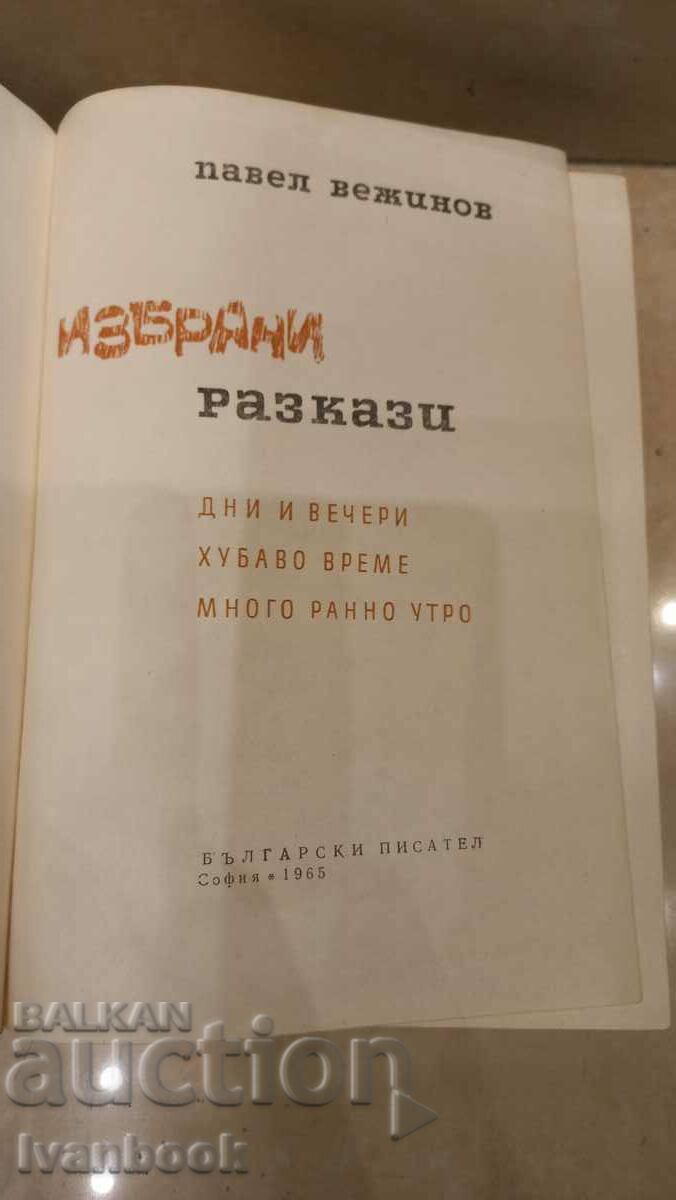 павел вежинов
ИЗБРАНИ
разкази
ДНИ И ВЕЧЕРИ
ХУБАВО ВРЕМЕ
МНОГО РАННО УТРО
БЪЛГАРСКИ ПИСАТЕЛ
София * 1965
BALKAN
auction
Ivanbook